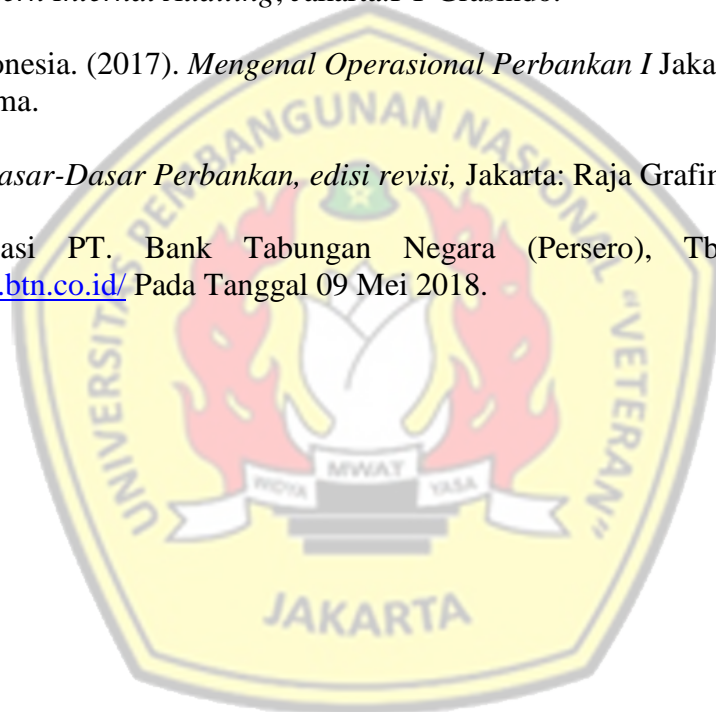 ern Internal Auditing, Jakarta:PT Grasindo.
onesia. (2017). Mengenal Operasional Perbankan I Jaka
ma.
asar-Dasar Perbankan, edisi revisi, Jakarta: Raja Grafin
asi PT. Bank Tabungan Negara (Persero), Tb
.btn.co.id/ Pada Tanggal 09 Mei 2018.
UNIVERSITAS PEMBANGUNAN NASIONAL "VETERAN"
WIDYA MWAT YASA
JAKARTA